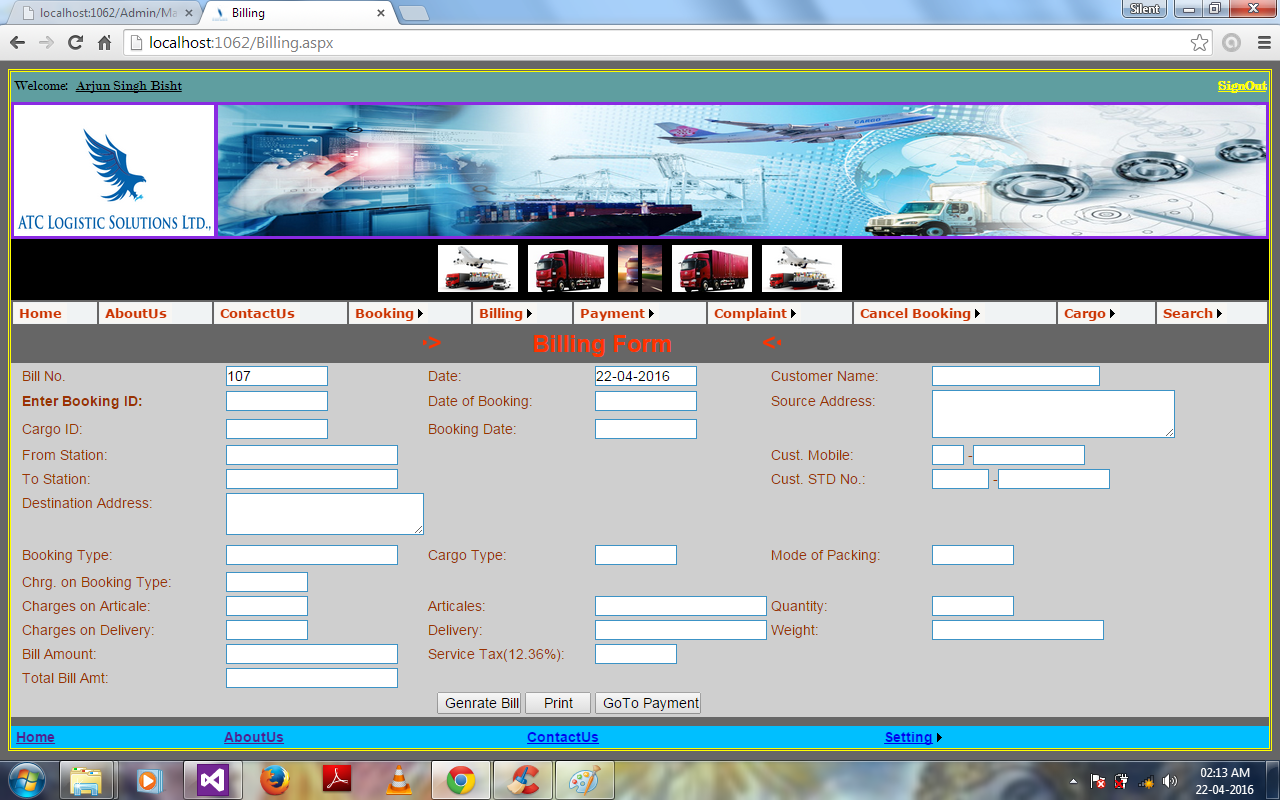 localhost:1062/Admin/Ma
Billing
Silent
localhost:1062/Billing.aspx
Welcome: Arjun Singh Bisht
SignOut
CARGO
ATC LOGISTIC SOLUTIONS LTD.,
Home AboutUs ContactUs Booking Billing Payment Complaint Cancel Booking Cargo Search
-> Billing Form <-
Bill No. 107 Date: 22-04-2016 Customer Name:
Enter Booking ID: Date of Booking: Source Address:
Cargo ID: Booking Date:
From Station: Cust. Mobile: -
To Station: Cust. STD No.: -
Destination Address:
Booking Type: Cargo Type: Mode of Packing:
Chrg. on Booking Type:
Charges on Articale: Articales: Quantity:
Charges on Delivery: Delivery: Weight:
Bill Amount: Service Tax(12.36%):
Total Bill Amt:
Genrate Bill Print GoTo Payment
Home AboutUs ContactUs Setting
02:13 AM
22-04-2016